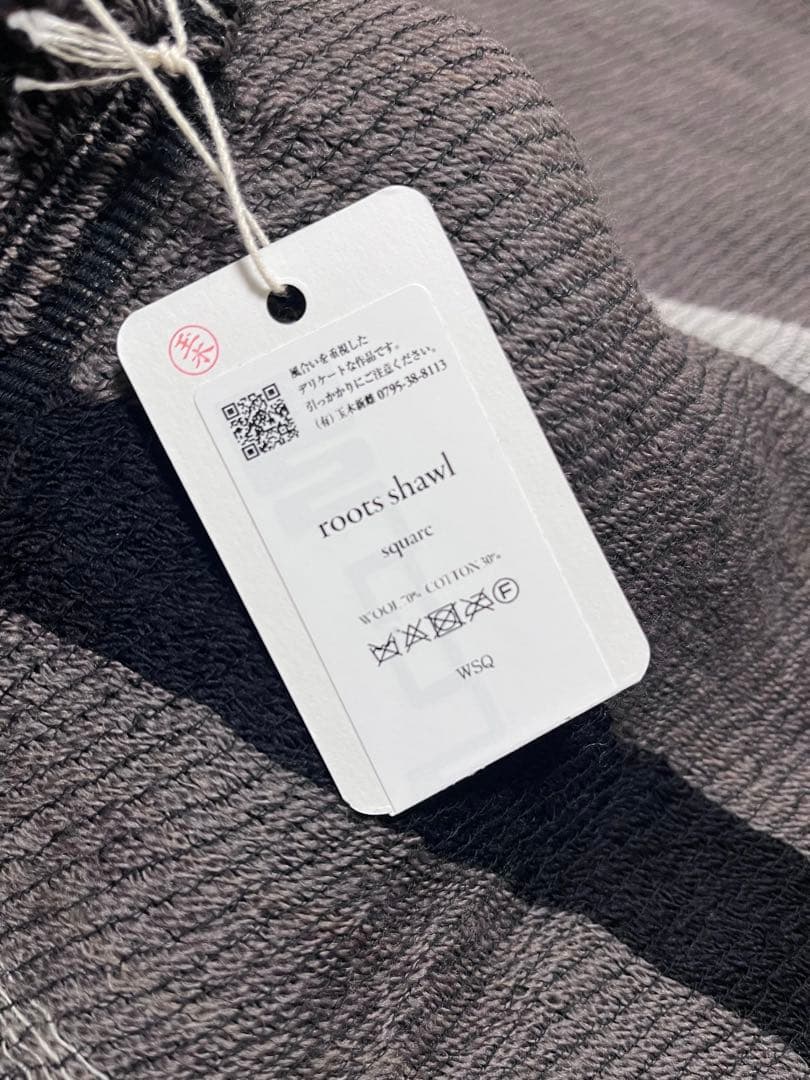 玉木
風合いを重視した
デリケートな作品です。
引っかかりにご注意ください。
(有)玉木新雌 0795-38-8113
roots shawl
square
WOOL 70% COTTON 30%
F
WSQ